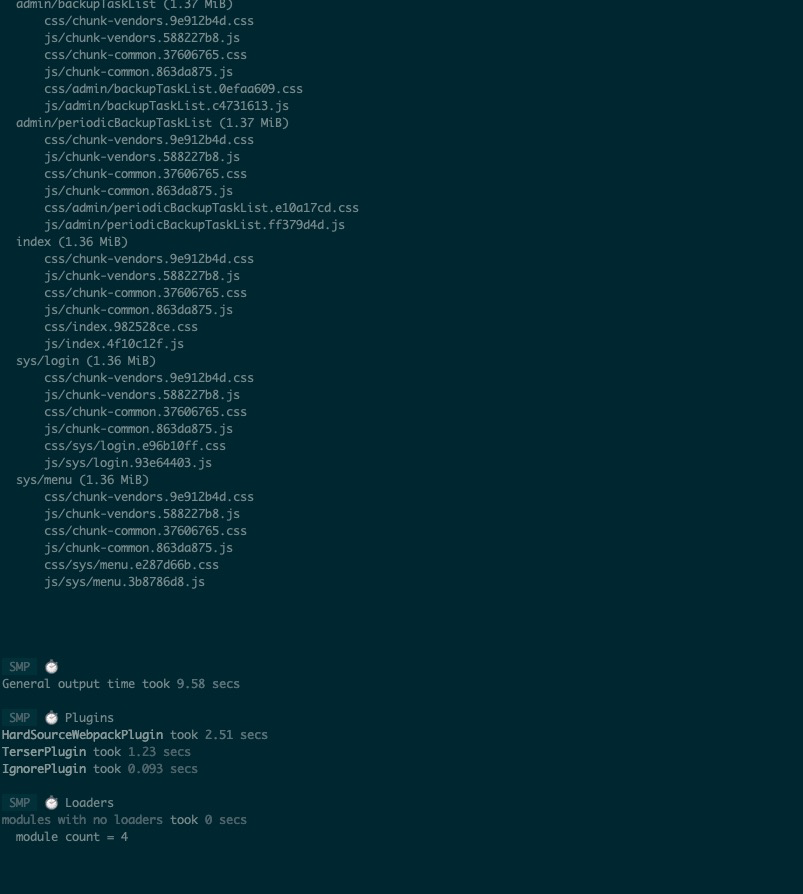 admin/backupTaskList (1.37 MiB)
css/chunk-vendors.9e912b4d.css
js/chunk-vendors.588227b8.js
css/chunk-common.37606765.css
js/chunk-common.863da875.js
css/admin/backupTaskList.0efaa609.css
js/admin/backupTaskList.c4731613.js
admin/periodicBackupTaskList (1.37 MiB)
css/chunk-vendors.9e912b4d.css
js/chunk-vendors.588227b8.js
css/chunk-common.37606765.css
js/chunk-common.863da875.js
css/admin/periodicBackupTaskList.e10a17cd.css
js/admin/periodicBackupTaskList.ff379d4d.js
index (1.36 MiB)
css/chunk-vendors.9e912b4d.css
js/chunk-vendors.588227b8.js
css/chunk-common.37606765.css
js/chunk-common.863da875.js
css/index.982528ce.css
js/index.4f10c12f.js
sys/login (1.36 MiB)
css/chunk-vendors.9e912b4d.css
js/chunk-vendors.588227b8.js
css/chunk-common.37606765.css
js/chunk-common.863da875.js
css/sys/login.e96b10ff.css
js/sys/login.93e64403.js
sys/menu (1.36 MiB)
css/chunk-vendors.9e912b4d.css
js/chunk-vendors.588227b8.js
css/chunk-common.37606765.css
js/chunk-common.863da875.js
css/sys/menu.e287d66b.css
js/sys/menu.3b8786d8.js
SMP ⏱
General output time took 9.58 secs
SMP ⏱ Plugins
HardSourceWebpackPlugin took 2.51 secs
TerserPlugin took 1.23 secs
IgnorePlugin took 0.093 secs
SMP ⏱ Loaders
modules with no loaders took 0 secs
module count = 4